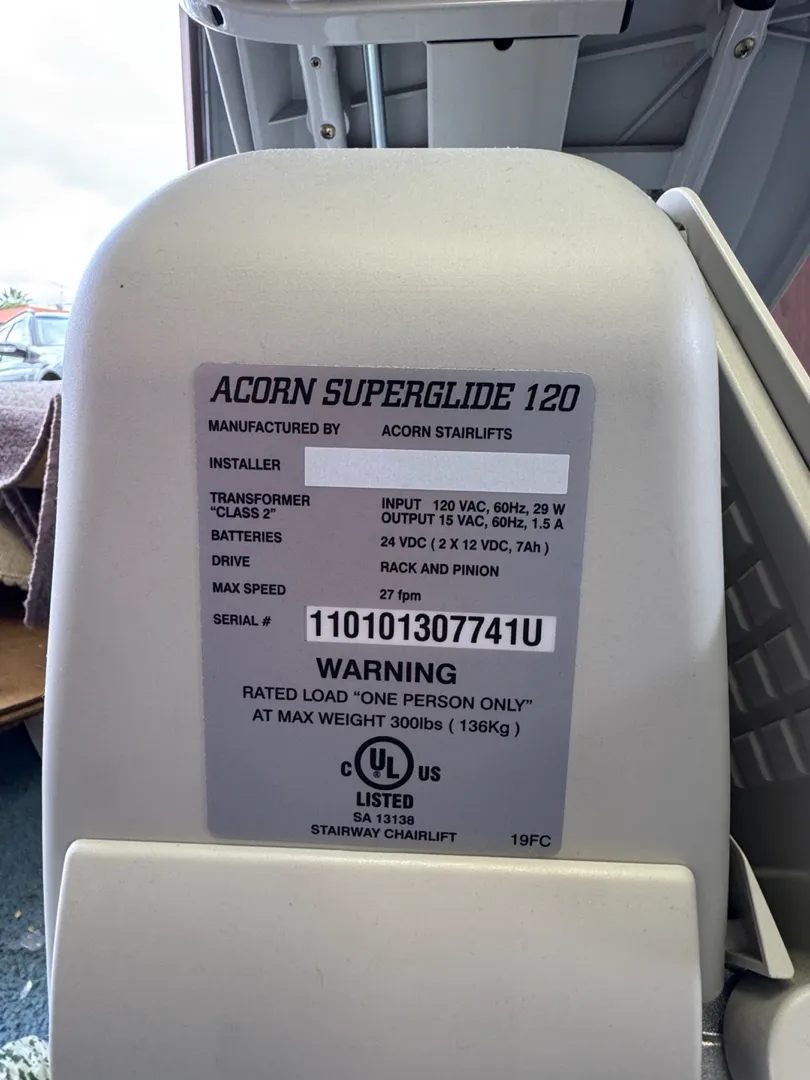 ACORN SUPERGLIDE 120
MANUFACTURED BY ACORN STAIRLIFTS
INSTALLER
TRANSFORMER INPUT 120 VAC, 60Hz, 29 W
"CLASS 2" OUTPUT 15 VAC, 60Hz, 1.5 A
BATTERIES 24 VDC ( 2 X 12 VDC, 7Ah )
DRIVE RACK AND PINION
MAX SPEED 27 fpm
SERIAL # 110101307741U
WARNING
RATED LOAD "ONE PERSON ONLY"
AT MAX WEIGHT 300lbs ( 136Kg )
C UL ® US
LISTED
SA 13138
STAIRWAY CHAIRLIFT 19FC